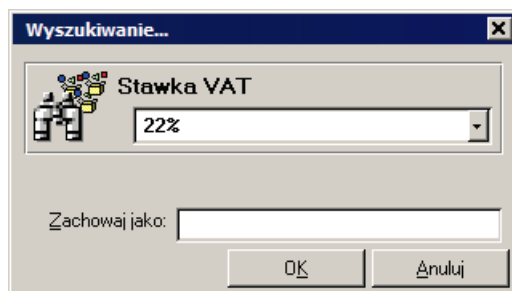 Wyszukiwanie...
Stawka VAT
22%
Zachowaj jako:
OK Anuluj